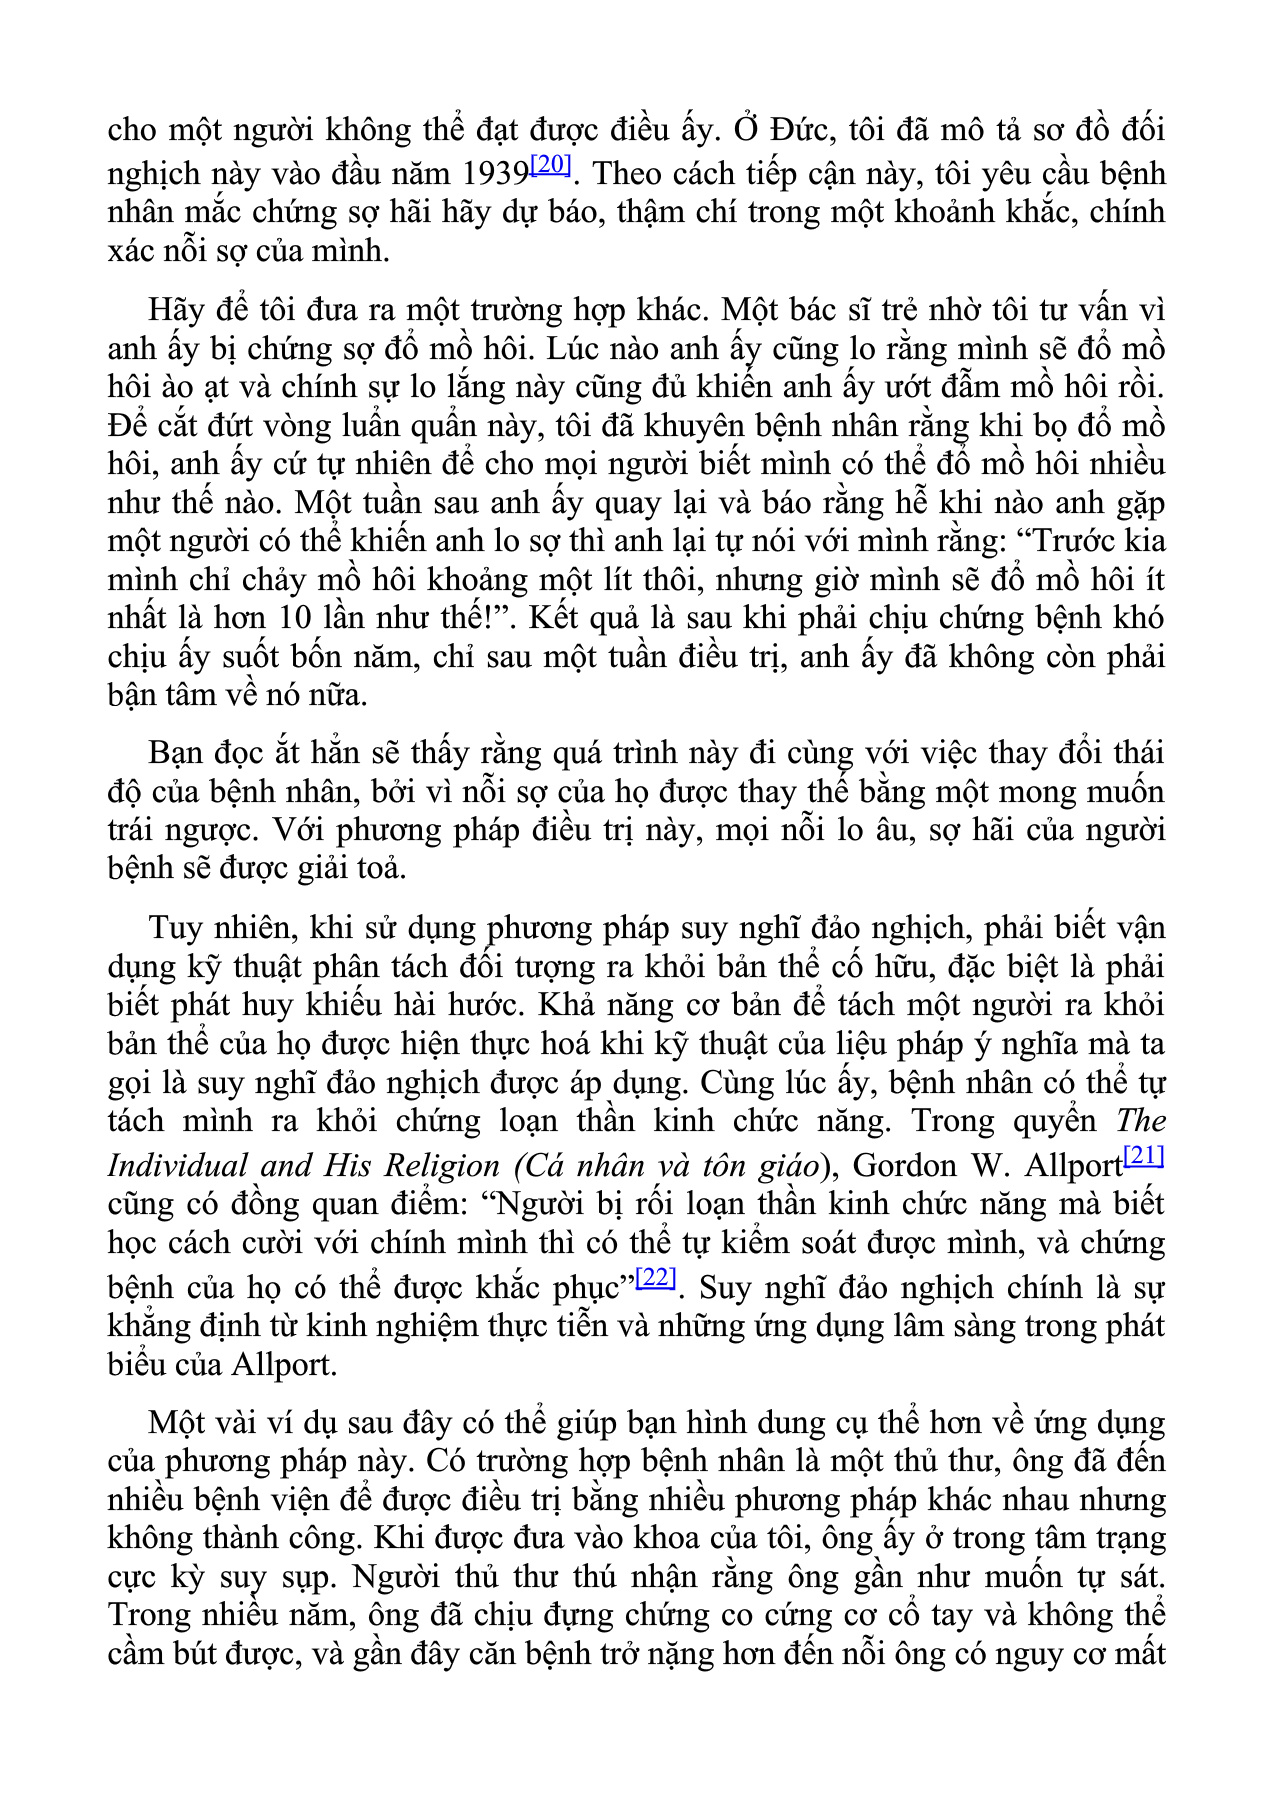 cho một người không thể đạt được điều ấy. Ở Đức, tôi đã mô tả sơ đồ đối
nghịch này vào đầu năm 1939[20]. Theo cách tiếp cận này, tôi yêu cầu bệnh
nhân mắc chứng sợ hãi hãy dự báo, thậm chí trong một khoảnh khắc, chính
xác nỗi sợ của mình.
Hãy để tôi đưa ra một trường hợp khác. Một bác sĩ trẻ nhờ tôi tư vấn vì
anh ấy bị chứng sợ đổ mồ hôi. Lúc nào anh ấy cũng lo rằng mình sẽ đổ mồ
hôi ào ạt và chính sự lo lắng này cũng đủ khiến anh ấy ướt đẫm mồ hôi rồi.
Để cắt đứt vòng luẩn quẩn này, tôi đã khuyên bệnh nhân rằng khi bọ đổ mồ
hôi, anh ấy cứ tự nhiên để cho mọi người biết mình có thể đổ mồ hôi nhiều
như thế nào. Một tuần sau anh ấy quay lại và báo rằng hễ khi nào anh gặp
một người có thể khiến anh lo sợ thì anh lại tự nói với mình rằng: “Trước kia
mình chỉ chảy mồ hôi khoảng một lít thôi, nhưng giờ mình sẽ đổ mồ hôi ít
nhất là hơn 10 lần như thế!”. Kết quả là sau khi phải chịu chứng bệnh khó
chịu ấy suốt bốn năm, chỉ sau một tuần điều trị, anh ấy đã không còn phải
bận tâm về nó nữa.
Bạn đọc ắt hẳn sẽ thấy rằng quá trình này đi cùng với việc thay đổi thái
độ của bệnh nhân, bởi vì nỗi sợ của họ được thay thế bằng một mong muốn
trái ngược. Với phương pháp điều trị này, mọi nỗi lo âu, sợ hãi của người
bệnh sẽ được giải toả.
Tuy nhiên, khi sử dụng phương pháp suy nghĩ đảo nghịch, phải biết vận
dụng kỹ thuật phân tách đối tượng ra khỏi bản thể cố hữu, đặc biệt là phải
biết phát huy khiếu hài hước. Khả năng cơ bản để tách một người ra khỏi
bản thể của họ được hiện thực hoá khi kỹ thuật của liệu pháp ý nghĩa mà ta
gọi là suy nghĩ đảo nghịch được áp dụng. Cùng lúc ấy, bệnh nhân có thể tự
tách mình ra khỏi chứng loạn thần kinh chức năng. Trong quyển The
Individual and His Religion (Cá nhân và tôn giáo), Gordon W. Allport[21]
cũng có đồng quan điểm: “Người bị rối loạn thần kinh chức năng mà biết
học cách cười với chính mình thì có thể tự kiểm soát được mình, và chứng
bệnh của họ có thể được khắc phục”[22]. Suy nghĩ đảo nghịch chính là sự
khẳng định từ kinh nghiệm thực tiễn và những ứng dụng lâm sàng trong phát
biểu của Allport.
Một vài ví dụ sau đây có thể giúp bạn hình dung cụ thể hơn về ứng dụng
của phương pháp này. Có trường hợp bệnh nhân là một thủ thư, ông đã đến
nhiều bệnh viện để được điều trị bằng nhiều phương pháp khác nhau nhưng
không thành công. Khi được đưa vào khoa của tôi, ông ấy ở trong tâm trạng
cực kỳ suy sụp. Người thủ thư thú nhận rằng ông gần như muốn tự sát.
Trong nhiều năm, ông đã chịu đựng chứng co cứng cơ cổ tay và không thể
cầm bút được, và gần đây căn bệnh trở nặng hơn đến nỗi ông có nguy cơ mất